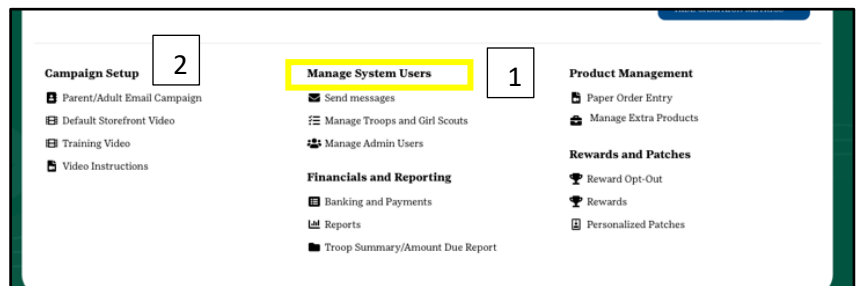 Campaign Setup
2
Parent/Adult Email Campaign
Default Storefront Video
Training Video
Video Instructions
Manage System Users
1
Send messages
Manage Troops and Girl Scouts
Manage Admin Users
Financials and Reporting
Banking and Payments
Reports
Troop Summary/Amount Due Report
Product Management
Paper Order Entry
Manage Extra Products
Rewards and Patches
Reward Opt-Out
Rewards
Personalized Patches